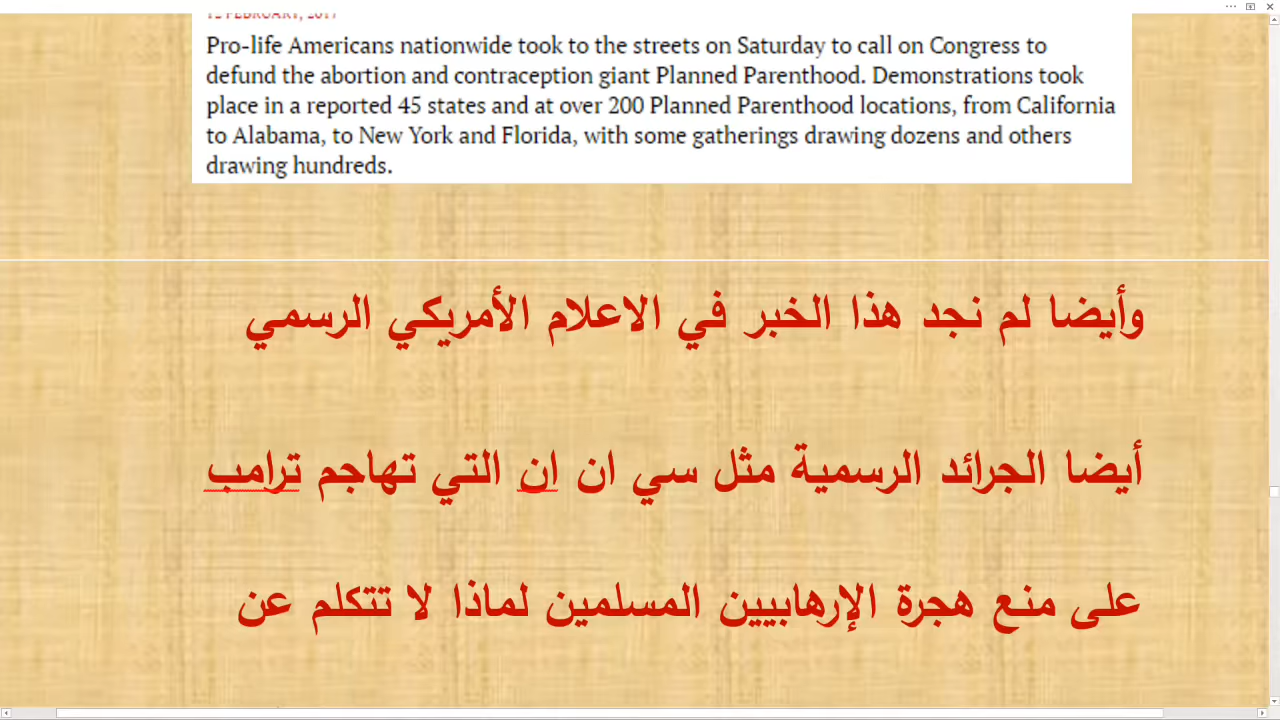 Pro-life Americans nationwide took to the streets on Saturday to call on Congress to
defund the abortion and contraception giant Planned Parenthood. Demonstrations took
place in a reported 45 states and at over 200 Planned Parenthood locations, from California
to Alabama, to New York and Florida, with some gatherings drawing dozens and others
drawing hundreds.
وأيضا لم نجد هذا الخبر في الاعلام الأمريكي الرسمي
أيضا الجرائد الرسمية مثل سي ان ان التي تهاجم ترامب
على منع هجرة الإرهابيين المسلمين لماذا لا تتكلم عن